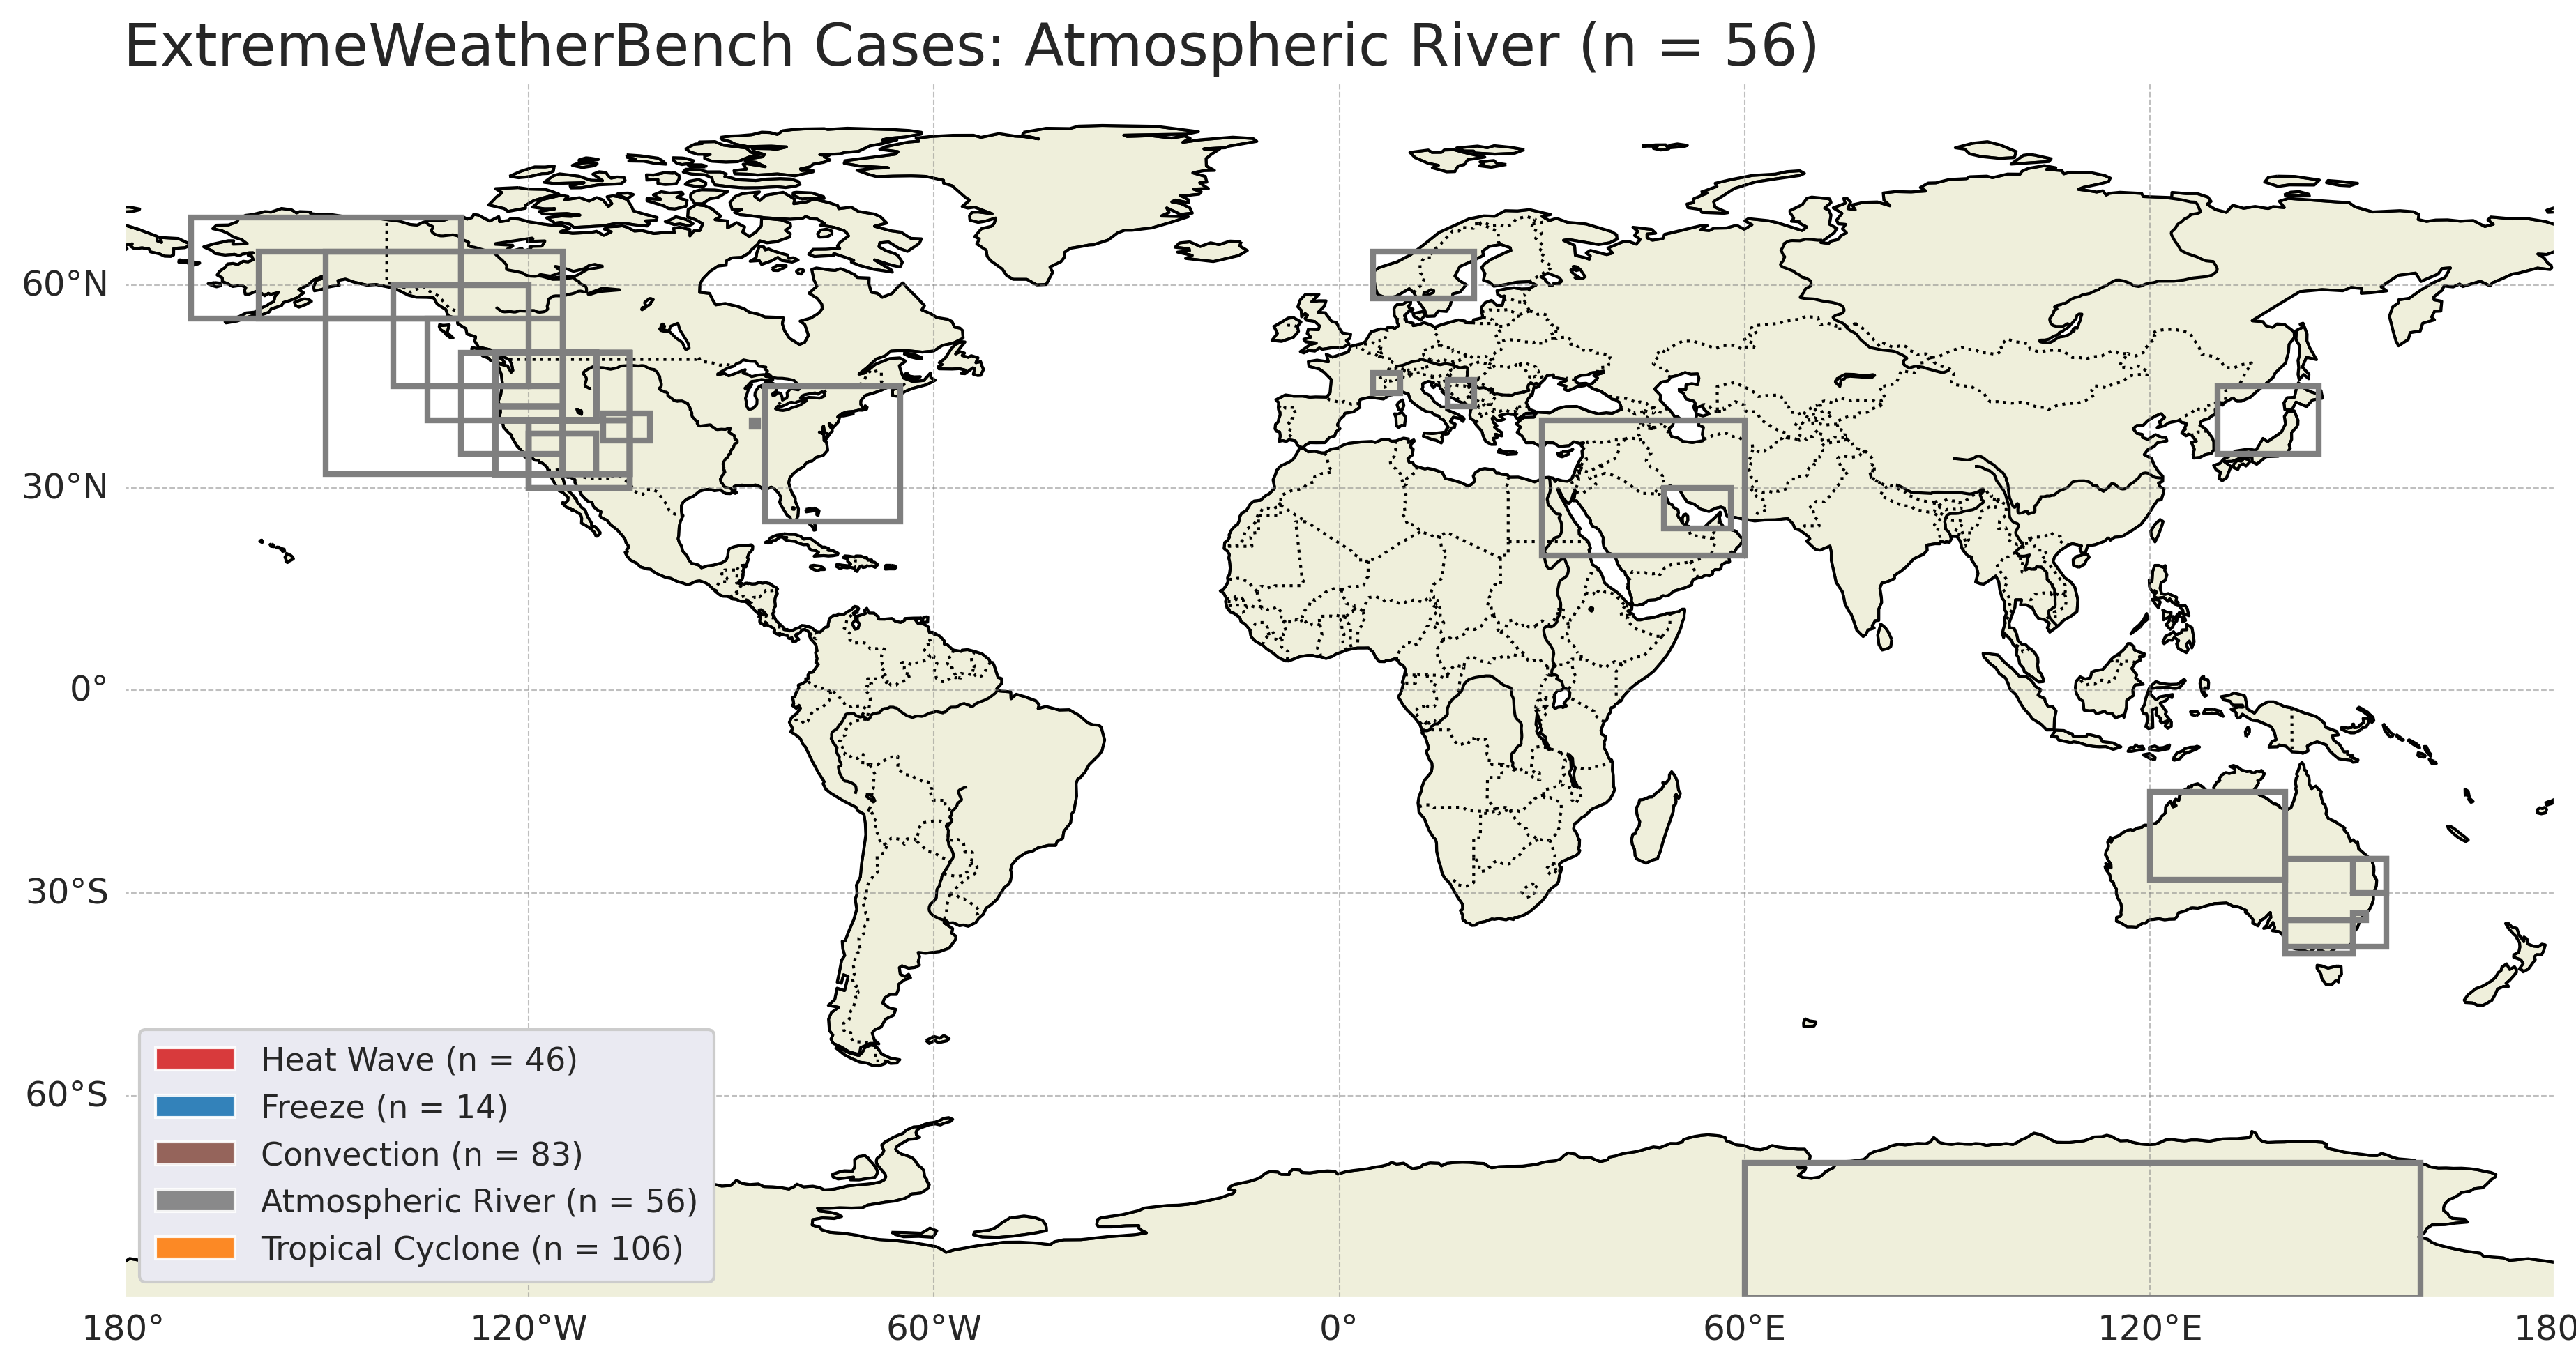 ExtremeWeatherBench Cases: Atmospheric River (n = 56)
60°N
30°N
0°
30°S
60°S
Heat Wave (n = 46)
Freeze (n = 14)
Convection (n = 83)
Atmospheric River (n = 56)
Tropical Cyclone (n = 106)
180° 120°W 60°W 0° 60°E 120°E 180